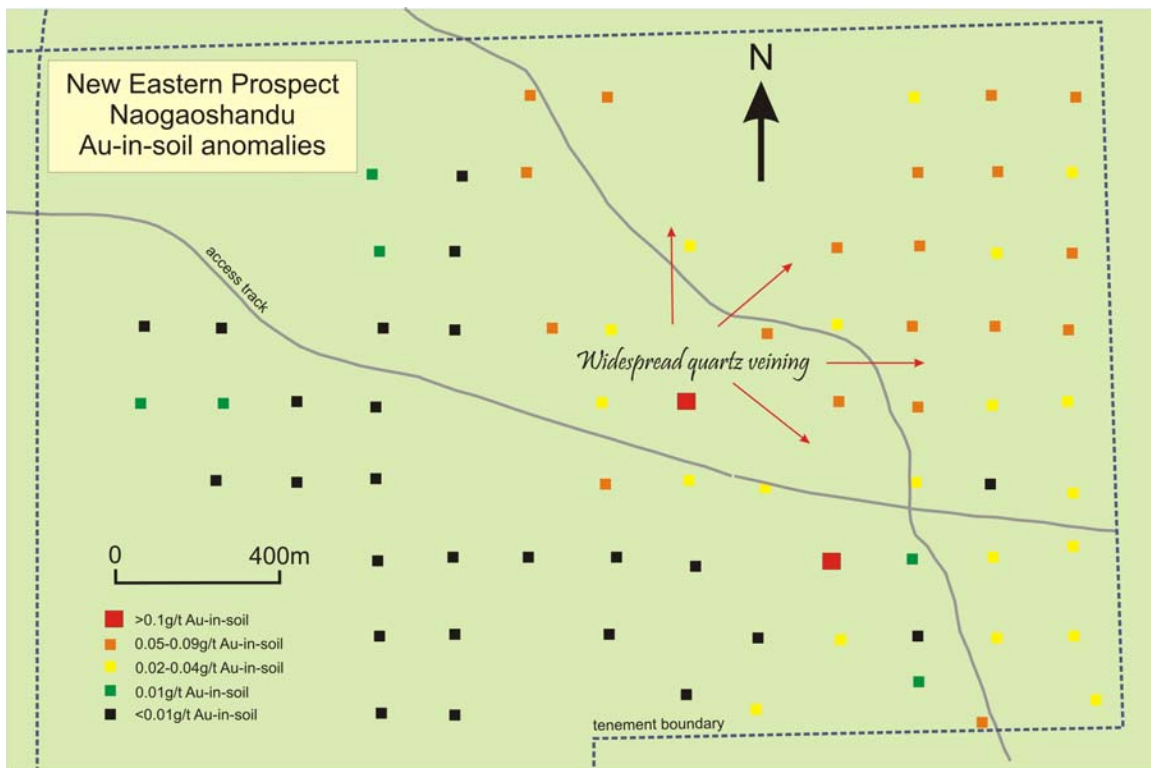 New Eastern Prospect
Naogaoshandu
Au-in-soil anomalies
N
access track
Widespread quartz veining
0 400m
>0.1g/t Au-in-soil
0.05-0.09g/t Au-in-soil
0.02-0.04g/t Au-in-soil
0.01g/t Au-in-soil
<0.01g/t Au-in-soil
tenement boundary